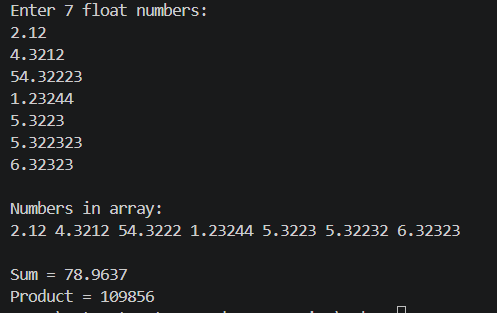 Enter 7 float numbers:
2.12
4.3212
54.32223
1.23244
5.3223
5.322323
6.32323
Numbers in array:
2.12 4.3212 54.3222 1.23244 5.3223 5.32232 6.32323
Sum = 78.9637
Product = 109856